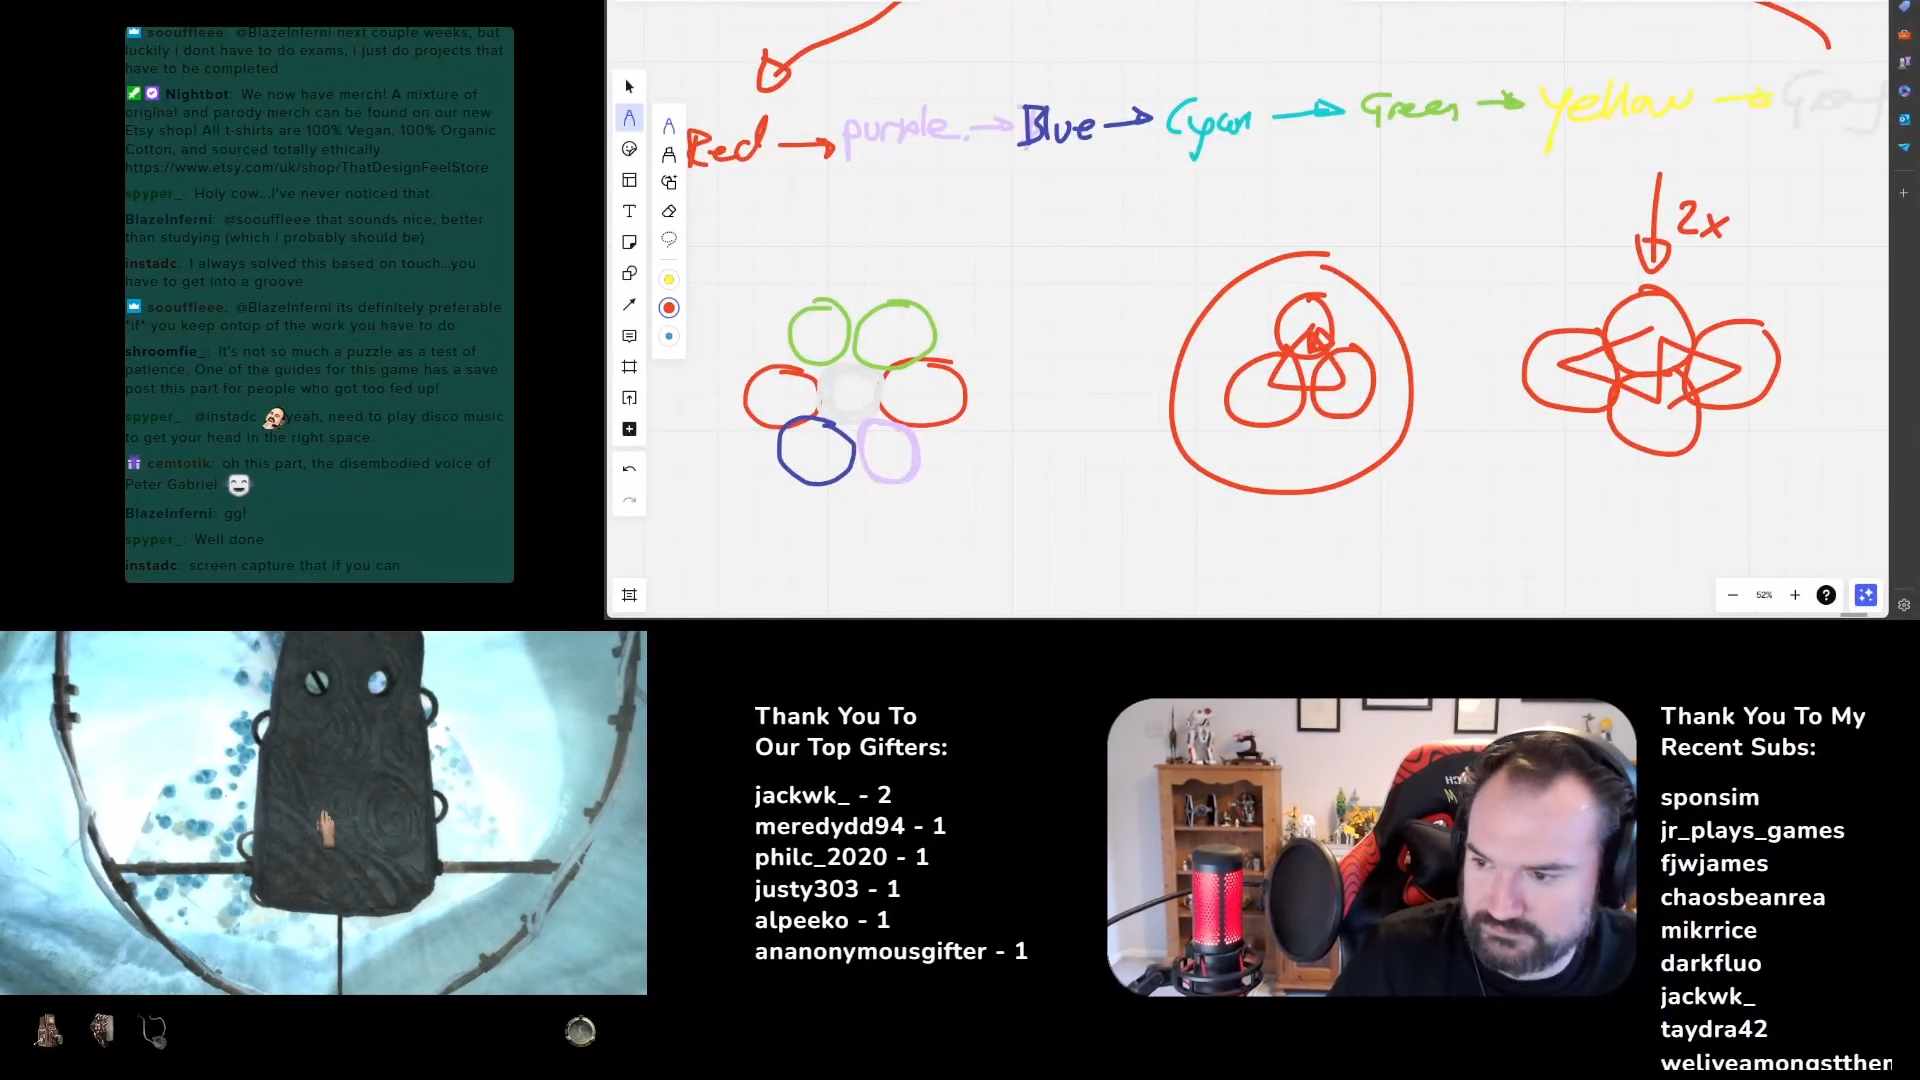 soouffleee: @BlazeInferni next couple weeks, but
luckily i dont have to do exams, i just do projects that
have to be completed
Nightbot: We now have merch! A mixture of
original and parody merch can be found on our new
Etsy shop! All t-shirts are 100% Vegan, 100% Organic
Cotton, and sourced totally ethically.
https://www.etsy.com/uk/shop/ThatDesignFeelStore
spyper_: Holy cow...I've never noticed that.
BlazeInferni: @soouffleee that sounds nice, better
than studying (which i probably should be)
instadc: I always solved this based on touch...you
have to get into a groove
soouffleee: @BlazeInferni its definitely preferable
*if* you keep ontop of the work you have to do
shroomfie_: It's not so much a puzzle as a test of
patience. One of the guides for this game has a save
post this part for people who got too fed up!
spyper_: @instadc yeah, need to play disco music
to get your head in the right space.
cemtotik: oh this part, the disembodied voice of
Peter Gabriel
BlazeInferni: gg!
spyper_: Well done
instadc: screen capture that if you can
Red → purple. → Blue → Cyan → Green → Yellow → Grey
2x
52%
Thank You To
Our Top Gifters:
jackwk_ - 2
meredydd94 - 1
philc_2020 - 1
justy303 - 1
alpeeko - 1
ananonymousgifter - 1
Thank You To My
Recent Subs:
sponsim
jr_plays_games
fjwjames
chaosbeanrea
mikrrice
darkfluo
jackwk_
taydra42